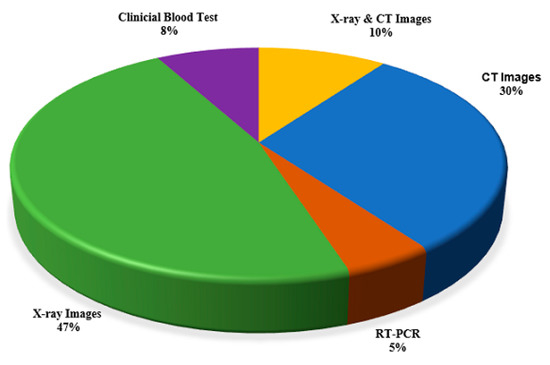 Clinicial Blood Test
8%
X-ray & CT Images
10%
CT Images
30%
X-ray Images
47%
RT-PCR
5%